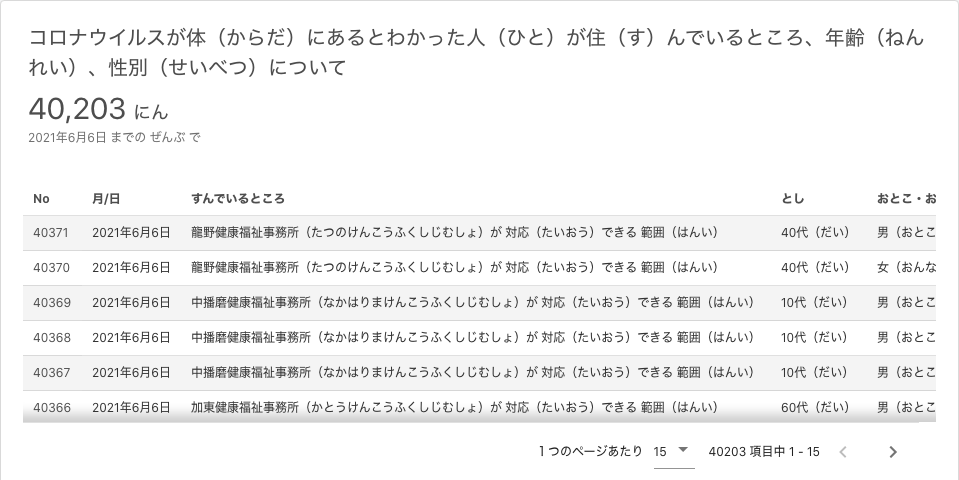 コロナウイルスが体（からだ）にあるとわかった人（ひと）が住（す）んでいるところ、年齢（ねん
れい）、性別（せいべつ）について
40,203 にん
2021年6月6日 までの ぜんぶ で
No 月/日 すんでいるところ とし おとこ・お
40371 2021年6月6日 龍野健康福祉事務所（たつのけんこうふくしじむしょ）が 対応（たいおう）できる 範囲（はんい） 40代（だい） 男（おとこ
40370 2021年6月6日 龍野健康福祉事務所（たつのけんこうふくしじむしょ）が 対応（たいおう）できる 範囲（はんい） 40代（だい） 女（おんな
40369 2021年6月6日 中播磨健康福祉事務所（なかはりまけんこうふくしじむしょ）が 対応（たいおう）できる 範囲（はんい） 10代（だい） 男（おとこ
40368 2021年6月6日 中播磨健康福祉事務所（なかはりまけんこうふくしじむしょ）が 対応（たいおう）できる 範囲（はんい） 10代（だい） 男（おとこ
40367 2021年6月6日 中播磨健康福祉事務所（なかはりまけんこうふくしじむしょ）が 対応（たいおう）できる 範囲（はんい） 10代（だい） 男（おとこ
40366 2021年6月6日 加東健康福祉事務所（かとうけんこうふくしじむしょ）が 対応（たいおう）できる 範囲（はんい） 60代（だい） 男（おとこ
1 つのページあたり 15 40203 項目中 1 - 15